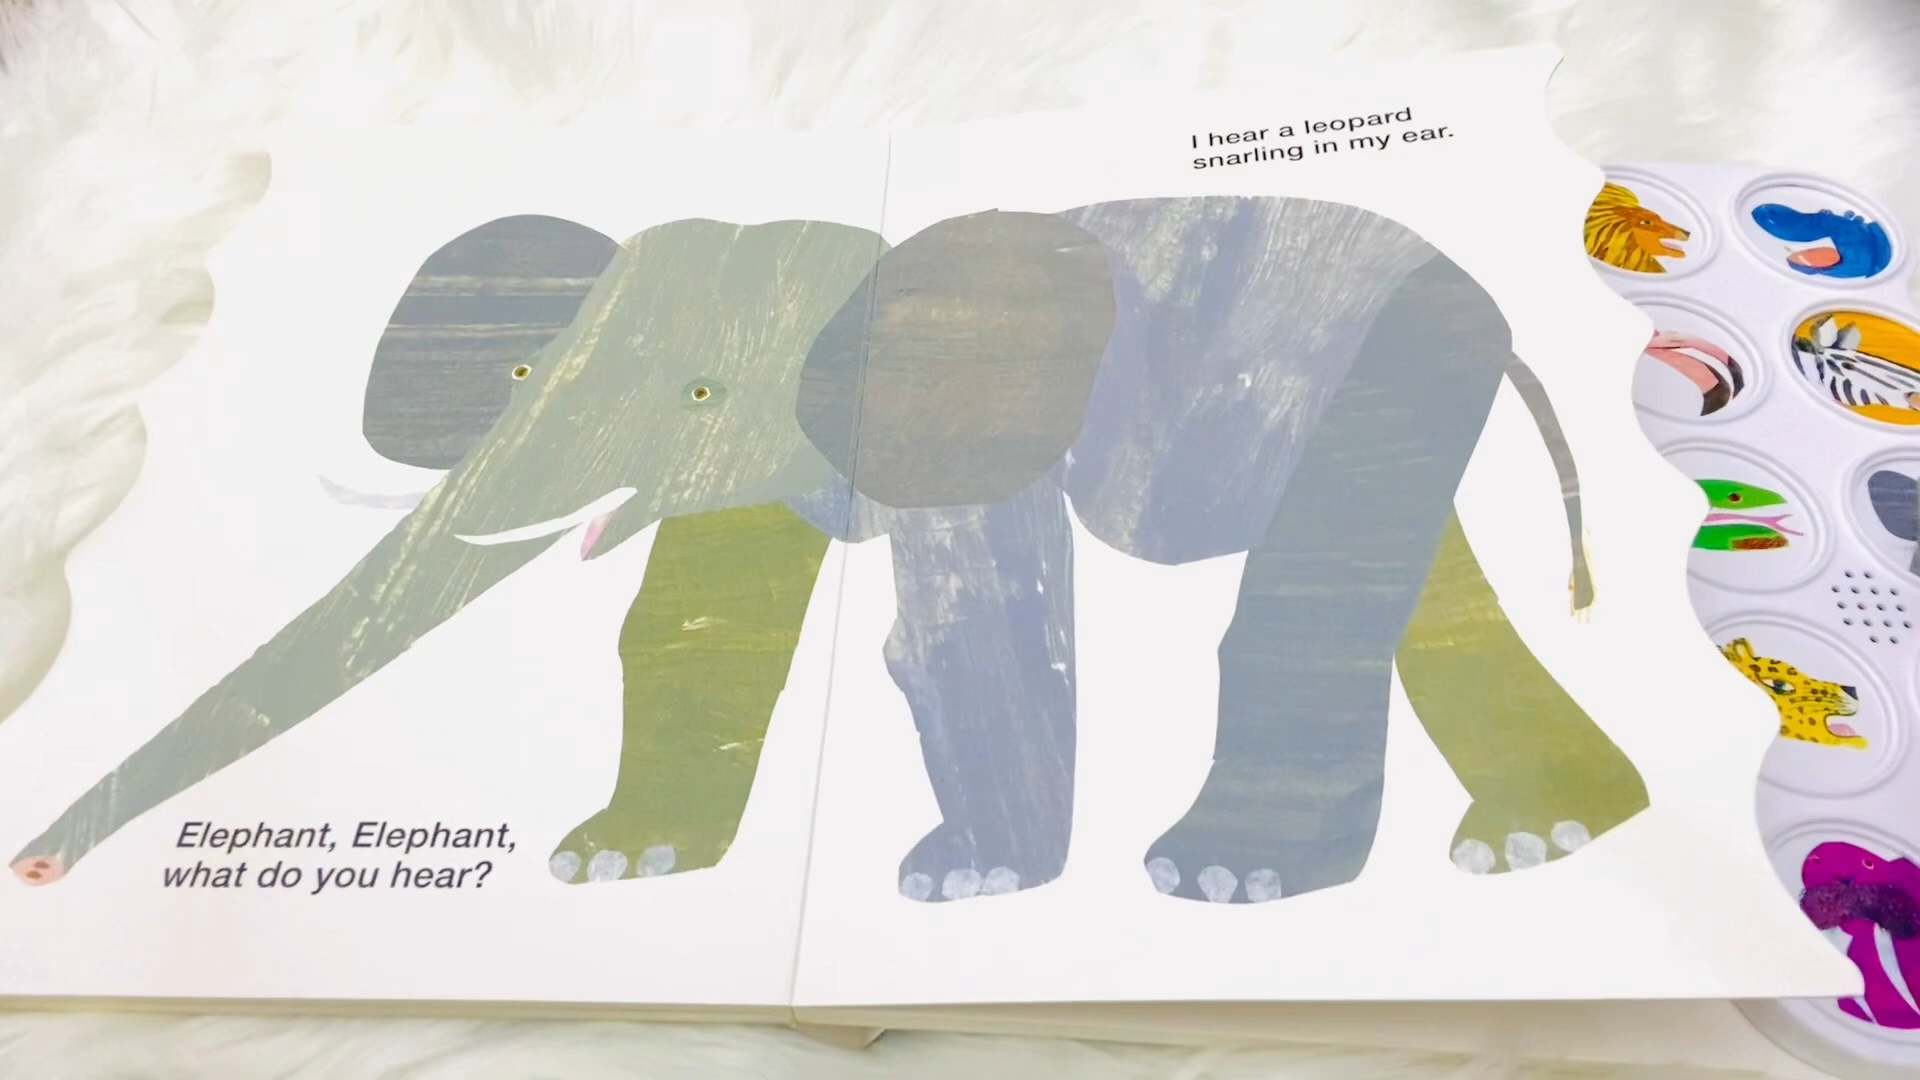 Elephant, Elephant,
what do you hear?
I hear a leopard
snarling in my ear.